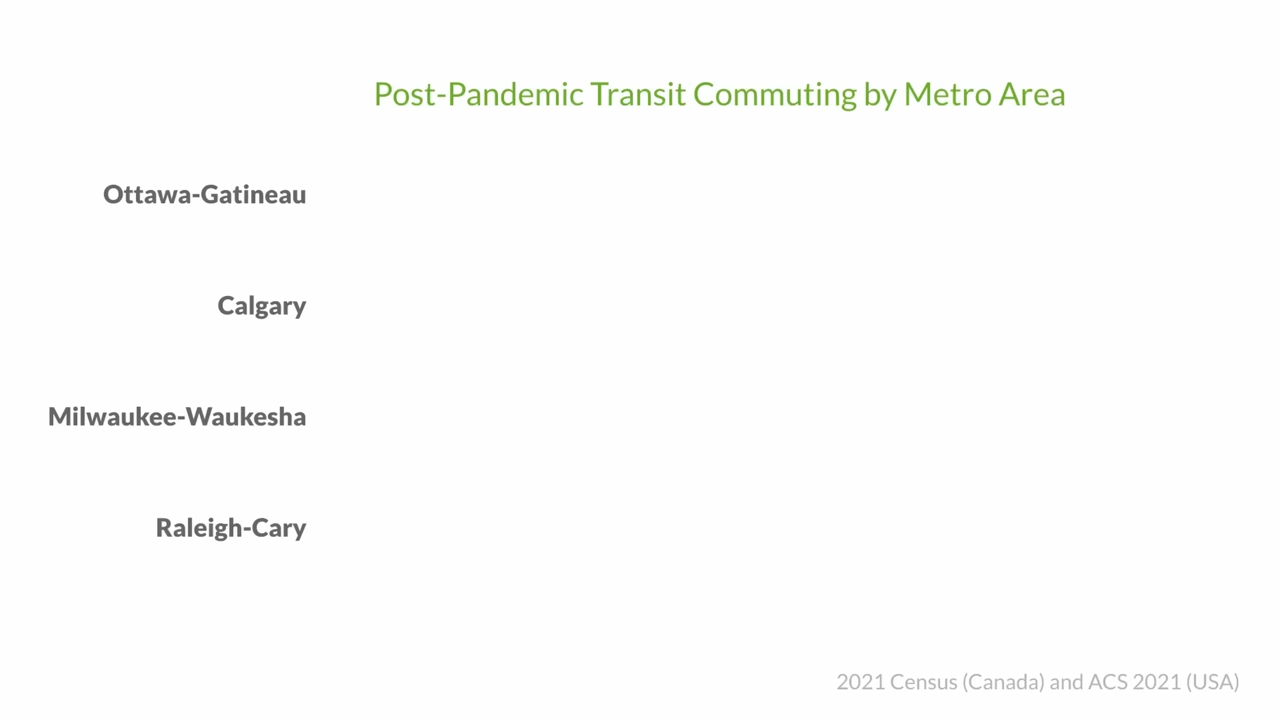 Post-Pandemic Transit Commuting by Metro Area
Ottawa-Gatineau
Calgary
Milwaukee-Waukesha
Raleigh-Cary
2021 Census (Canada) and ACS 2021 (USA)